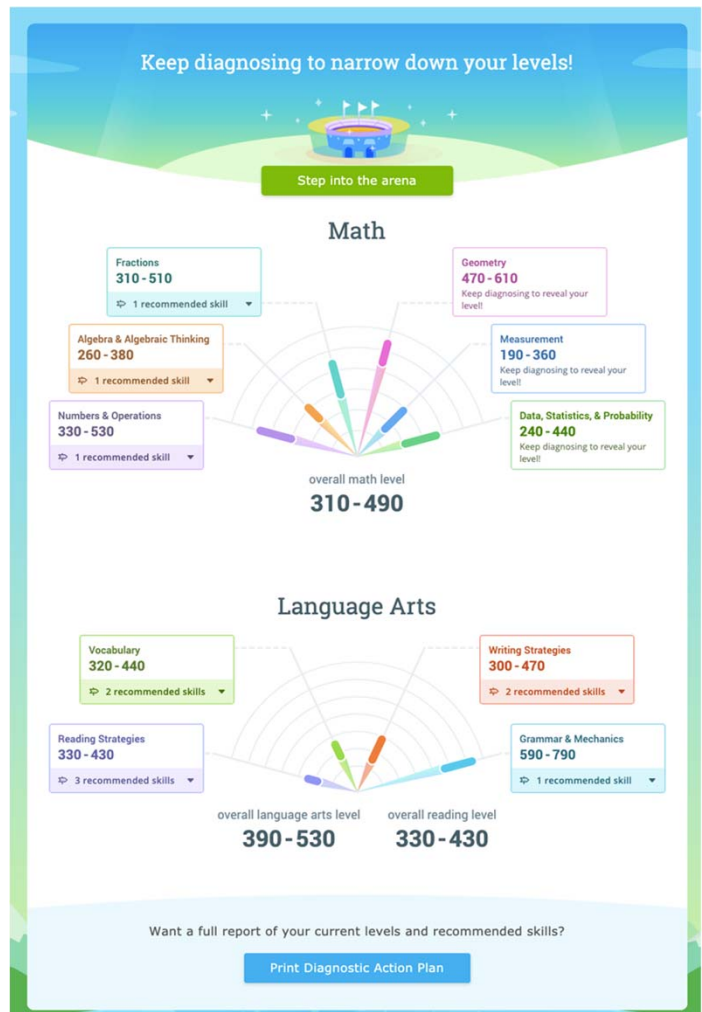 Keep diagnosing to narrow down your levels!
Step into the arena
Math
Fractions
310 - 510
1 recommended skill
Geometry
470 - 610
Keep diagnosing to reveal your
level!
Algebra & Algebraic Thinking
260 - 380
1 recommended skill
Measurement
190 - 360
Keep diagnosing to reveal your
level!
Numbers & Operations
330 - 530
1 recommended skill
Data, Statistics, & Probability
240 - 440
Keep diagnosing to reveal your
level!
overall math level
310 - 490
Language Arts
Vocabulary
320 - 440
2 recommended skills
Writing Strategies
300 - 470
2 recommended skills
Reading Strategies
330 - 430
3 recommended skills
Grammar & Mechanics
590 - 790
1 recommended skill
overall language arts level
390 - 530
overall reading level
330 - 430
Want a full report of your current levels and recommended skills?
Print Diagnostic Action Plan